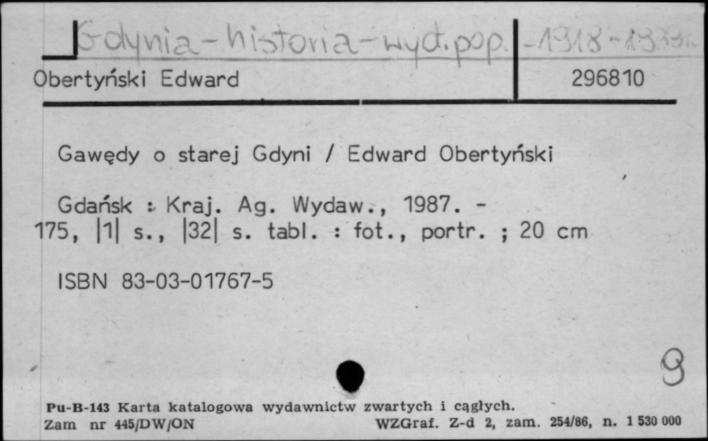 Gdynia - historia - wyd. pop. - 1918 - 1939 r.
Obertyński Edward 296810
Gawędy o starej Gdyni / Edward Obertyński
Gdańsk : Kraj. Ag. Wydaw., 1987. -
175, |1| s., |32| s. tabl. : fot., portr. ; 20 cm
ISBN 83-03-01767-5
9
Pu-B-143 Karta katalogowa wydawnictw zwartych i ciągłych.
Zam nr 445/DW/ON WZGraf. Z-d 2, zam. 254/86, n. 1 530 000